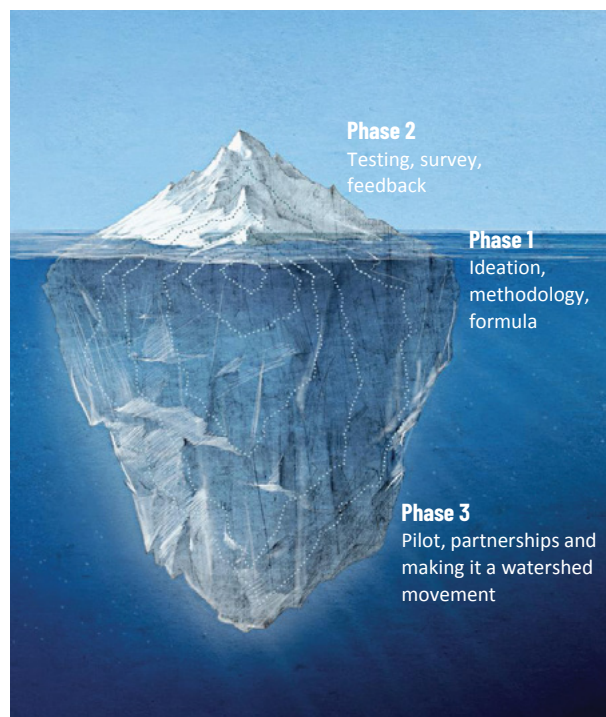 Phase 2
Testing, survey,
feedback
Phase 1
Ideation,
methodology,
formula
Phase 3
Pilot, partnerships and
making it a watershed
movement